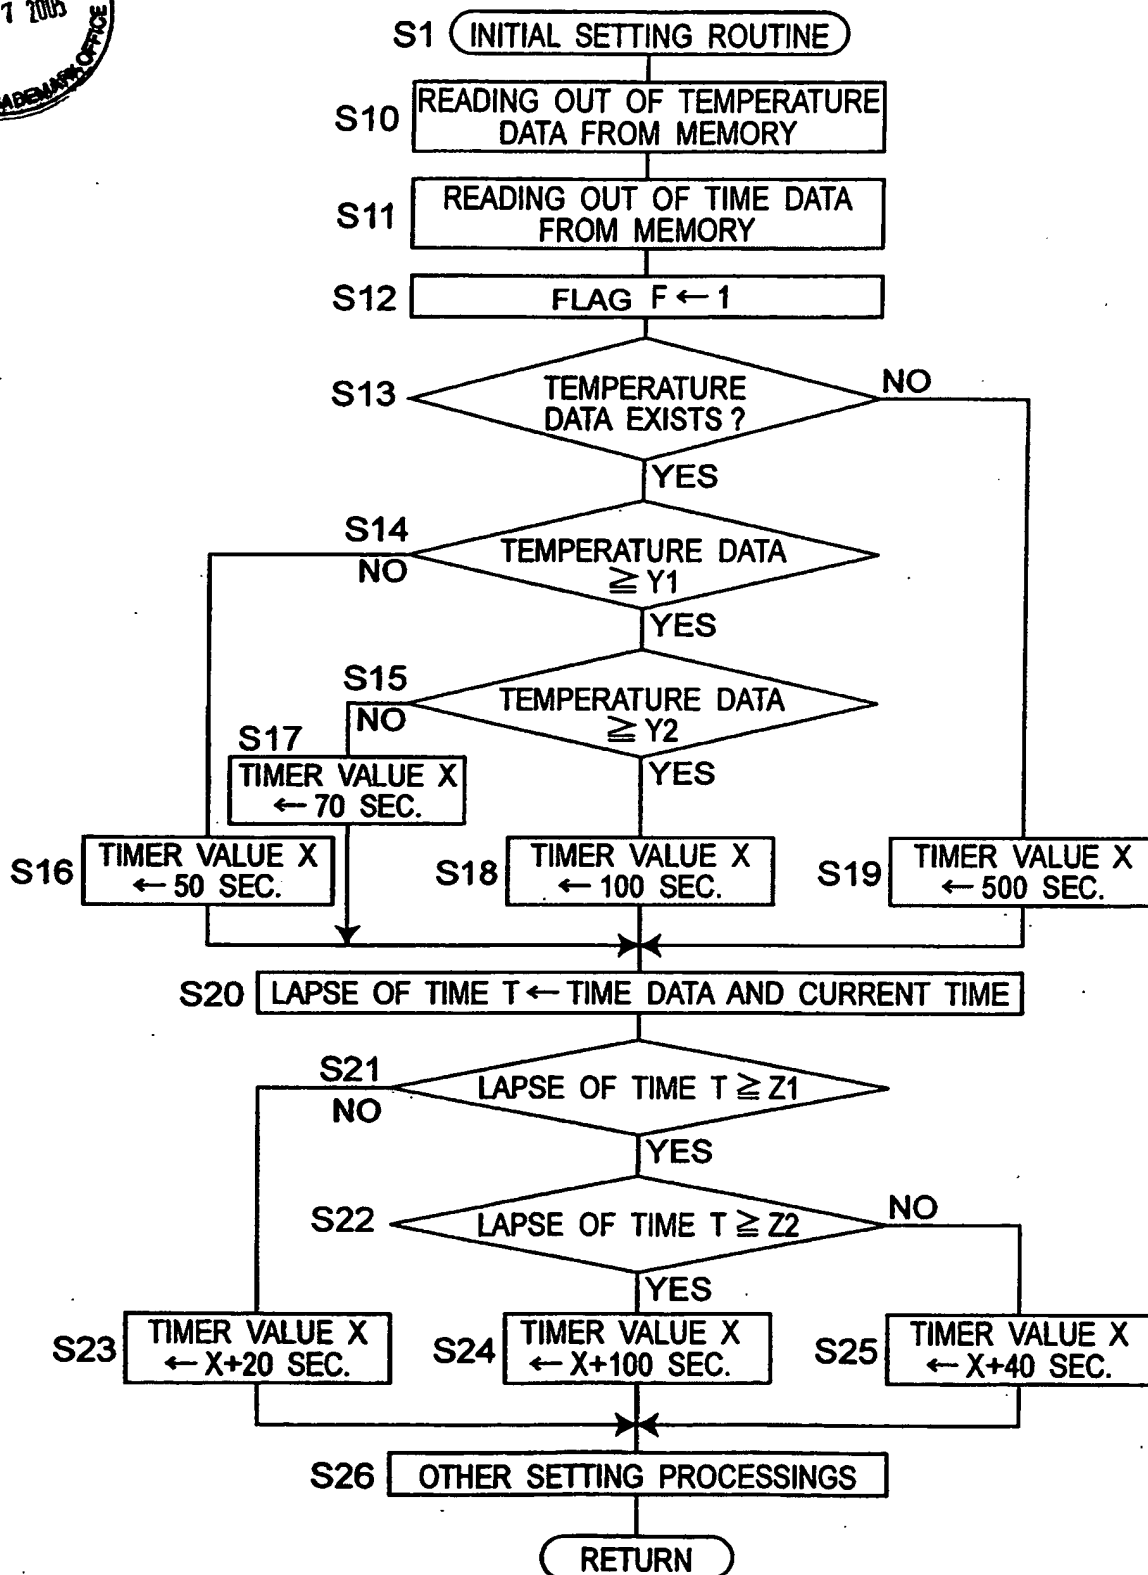 7 2005
ADEMARK OFFICE
S1 INITIAL SETTING ROUTINE
S10
READING OUT OF TEMPERATURE
DATA FROM MEMORY
S11
READING OUT OF TIME DATA
FROM MEMORY
S12 FLAG F ← 1
S13
TEMPERATURE
DATA EXISTS ?
NO
YES
S14
TEMPERATURE DATA
≧ Y1
NO
YES
S15
TEMPERATURE DATA
≧ Y2
NO
YES
S17
TIMER VALUE X
← 70 SEC.
S16
TIMER VALUE X
← 50 SEC.
S18
TIMER VALUE X
← 100 SEC.
S19
TIMER VALUE X
← 500 SEC.
S20 LAPSE OF TIME T ← TIME DATA AND CURRENT TIME
S21
LAPSE OF TIME T ≧ Z1
NO
YES
S22 LAPSE OF TIME T ≧ Z2
NO
YES
S23
TIMER VALUE X
← X+20 SEC.
S24
TIMER VALUE X
← X+100 SEC.
S25
TIMER VALUE X
← X+40 SEC.
S26 OTHER SETTING PROCESSINGS
RETURN